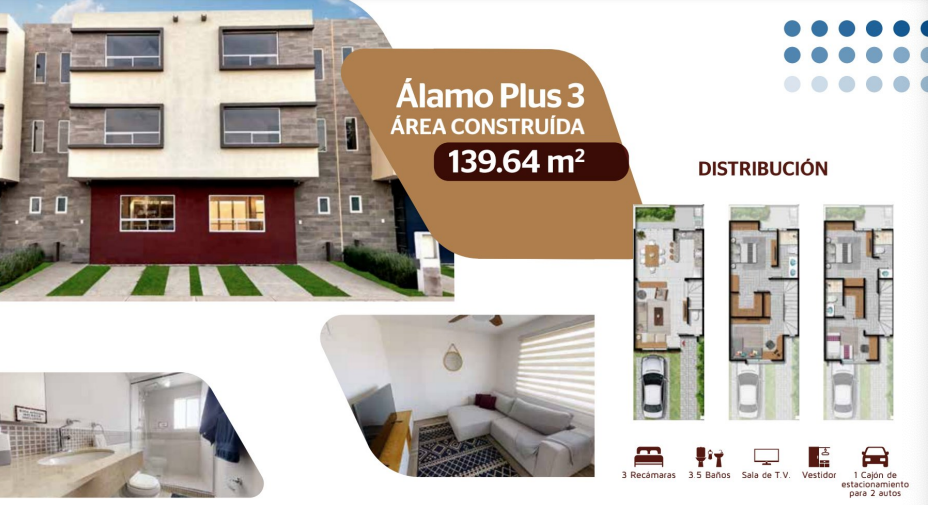 Álamo Plus 3
ÁREA CONSTRUÍDA
139.64 m²
DISTRIBUCIÓN
3 Recámaras
3.5 Baños
Sala de T.V.
Vestidor
1 Cajón de
estacionamiento
para 2 autos